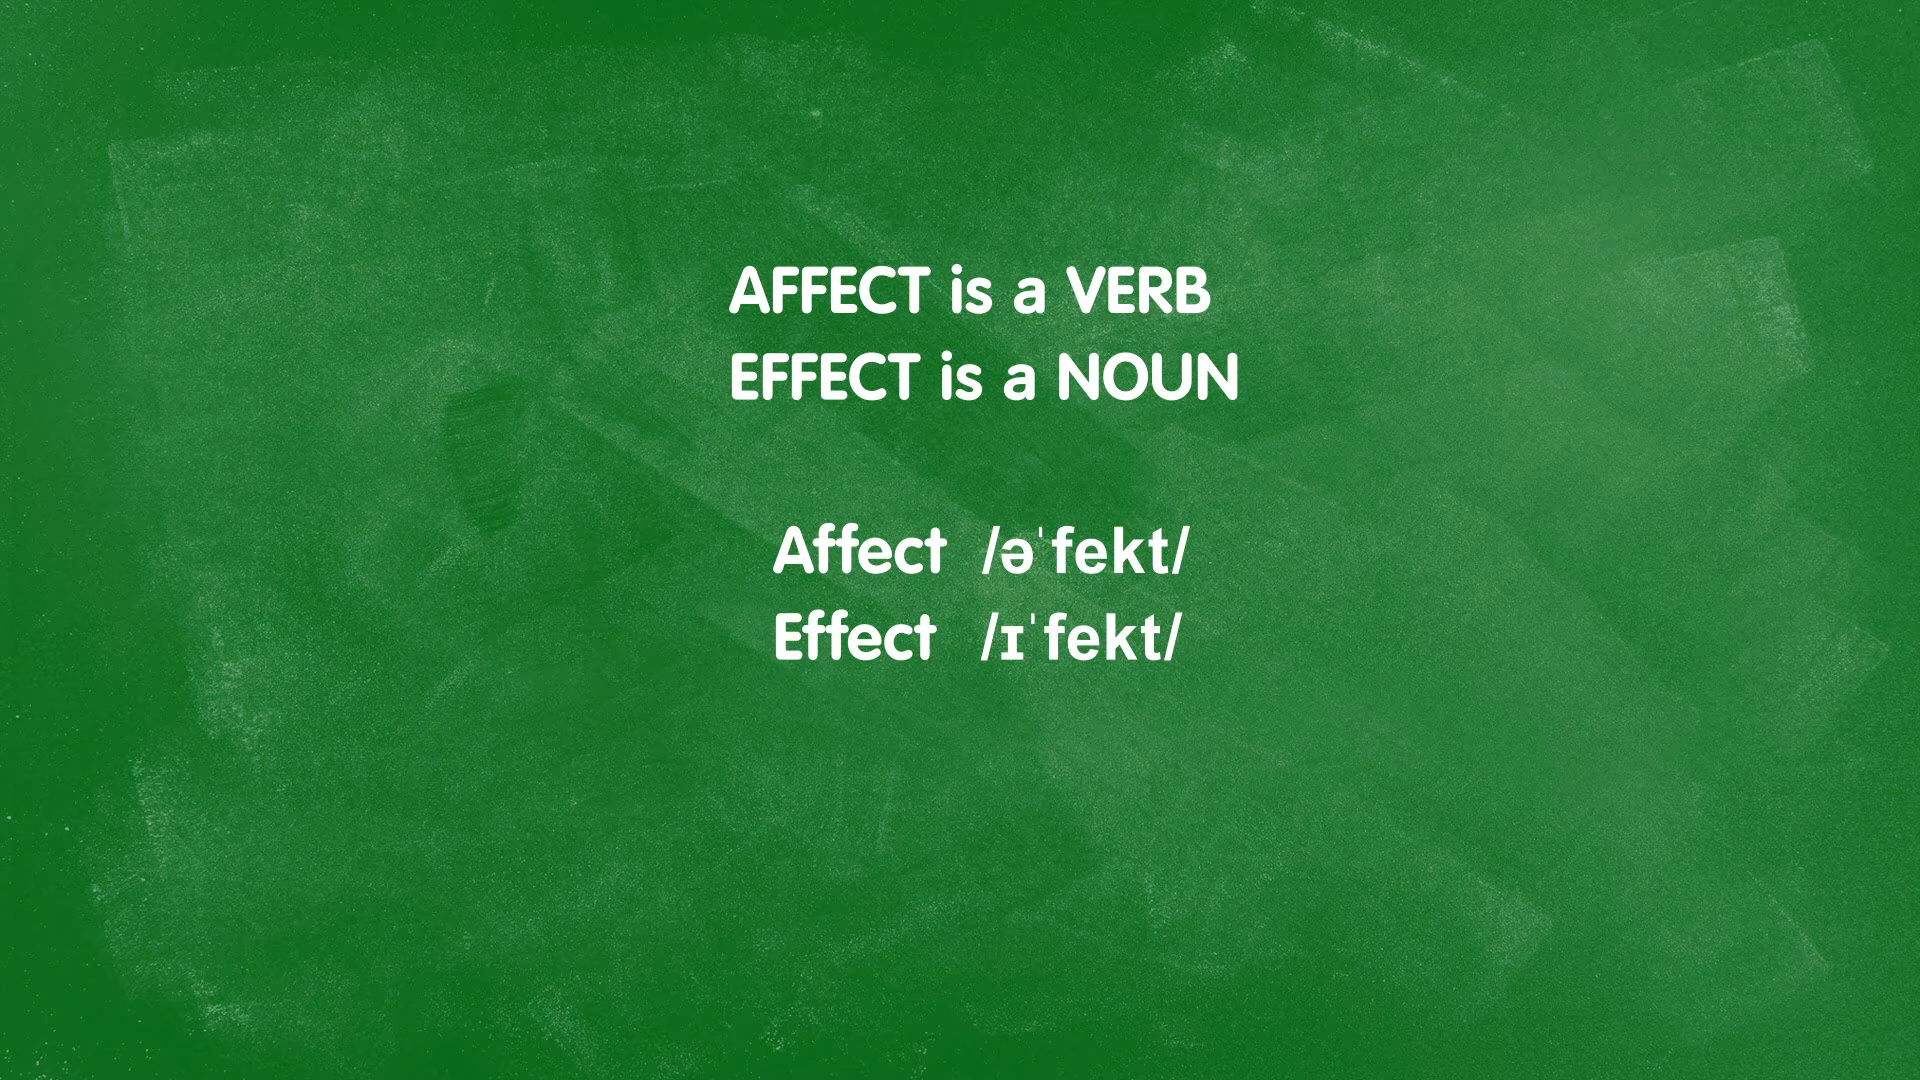 AFFECT is a VERB
EFFECT is a NOUN
Affect /əˈfekt/
Effect /ɪˈfekt/